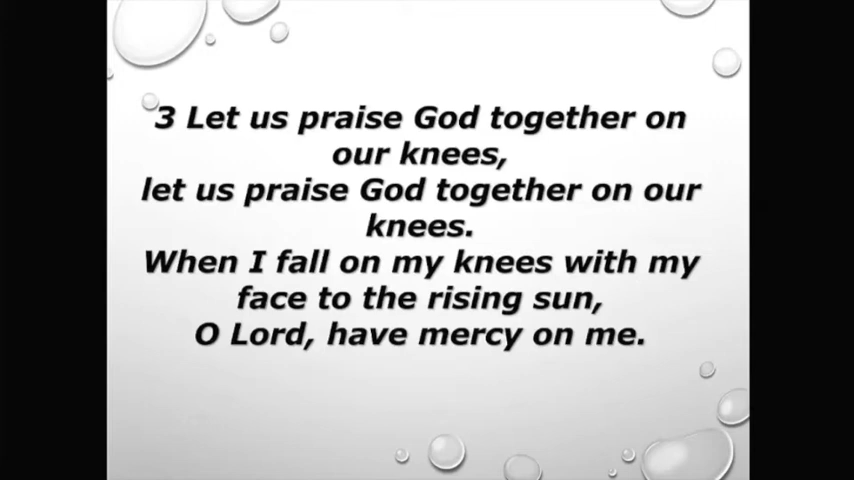 3 Let us praise God together on
our knees,
let us praise God together on our
knees.
When I fall on my knees with my
face to the rising sun,
O Lord, have mercy on me.